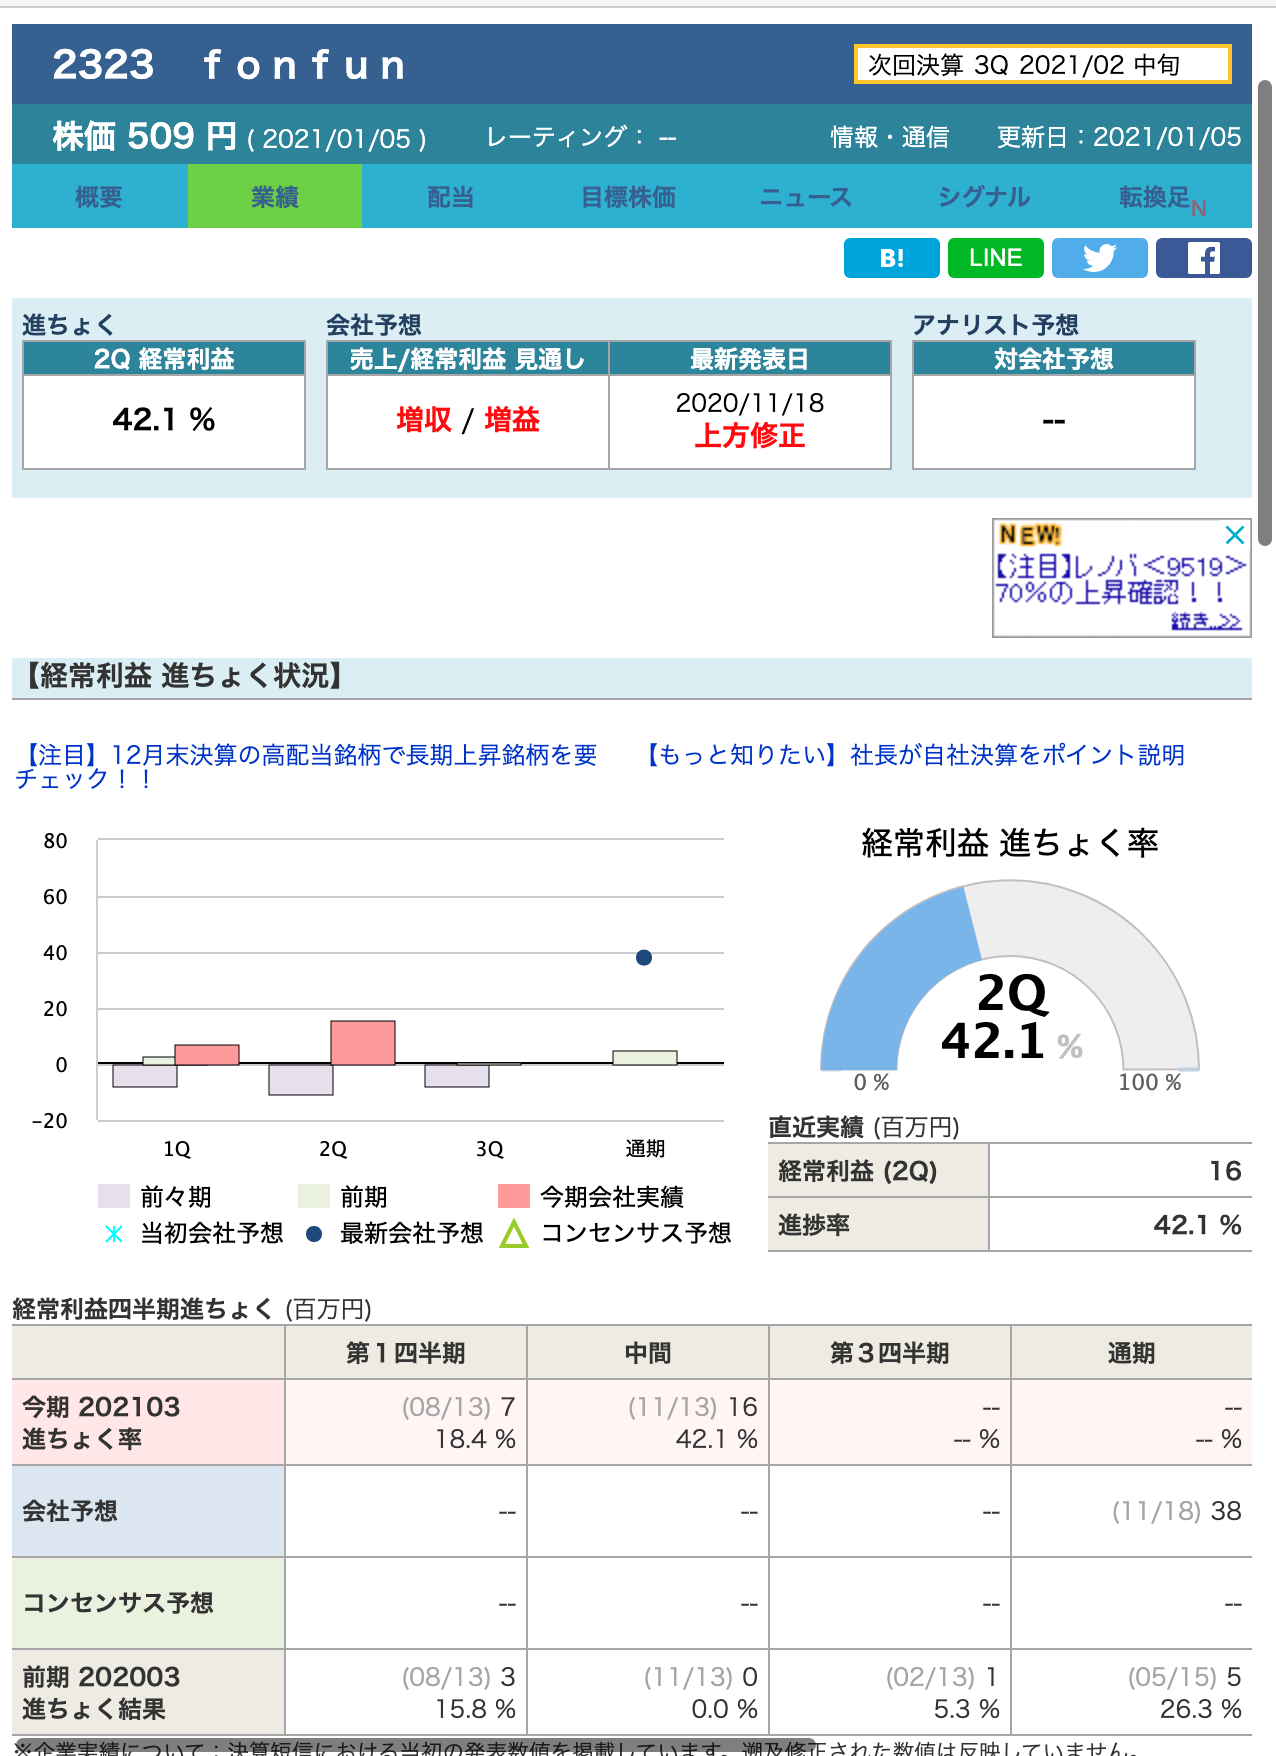 2323 ｆｏｎｆｕｎ
次回決算 3Q 2021/02 中旬
株価 509 円 ( 2021/01/05 ) レーティング： -- 情報・通信 更新日：2021/01/05
概要 業績 配当 目標株価 ニュース シグナル 転換足N
B! LINE
進ちょく 会社予想 アナリスト予想
2Q 経常利益 売上/経常利益 見通し 最新発表日 対会社予想
42.1 % 増収 / 増益 2020/11/18 --
上方修正
NEW!
【注目】レノバ<9519>
70%の上昇確認！！
続き..>>
【経常利益 進ちょく状況】
【注目】12月末決算の高配当銘柄で長期上昇銘柄を要
チェック！！
【もっと知りたい】社長が自社決算をポイント説明
80
60
40
20
0
-20
1Q 2Q 3Q 通期
前々期 前期 今期会社実績
当初会社予想 最新会社予想 コンセンサス予想
経常利益 進ちょく率
2Q
42.1 %
0 % 100 %
直近実績 (百万円)
経常利益 (2Q) 16
進捗率 42.1 %
経常利益四半期進ちょく (百万円)
第１四半期 中間 第３四半期 通期
今期 202103 (08/13) 7 (11/13) 16 -- --
進ちょく率 18.4 % 42.1 % -- % -- %
会社予想 -- -- -- (11/18) 38
コンセンサス予想 -- -- -- --
前期 202003 (08/13) 3 (11/13) 0 (02/13) 1 (05/15) 5
進ちょく結果 15.8 % 0.0 % 5.3 % 26.3 %
※企業実績について：決算短信における当初の発表数値を掲載しています。遡及修正された数値は反映していません。